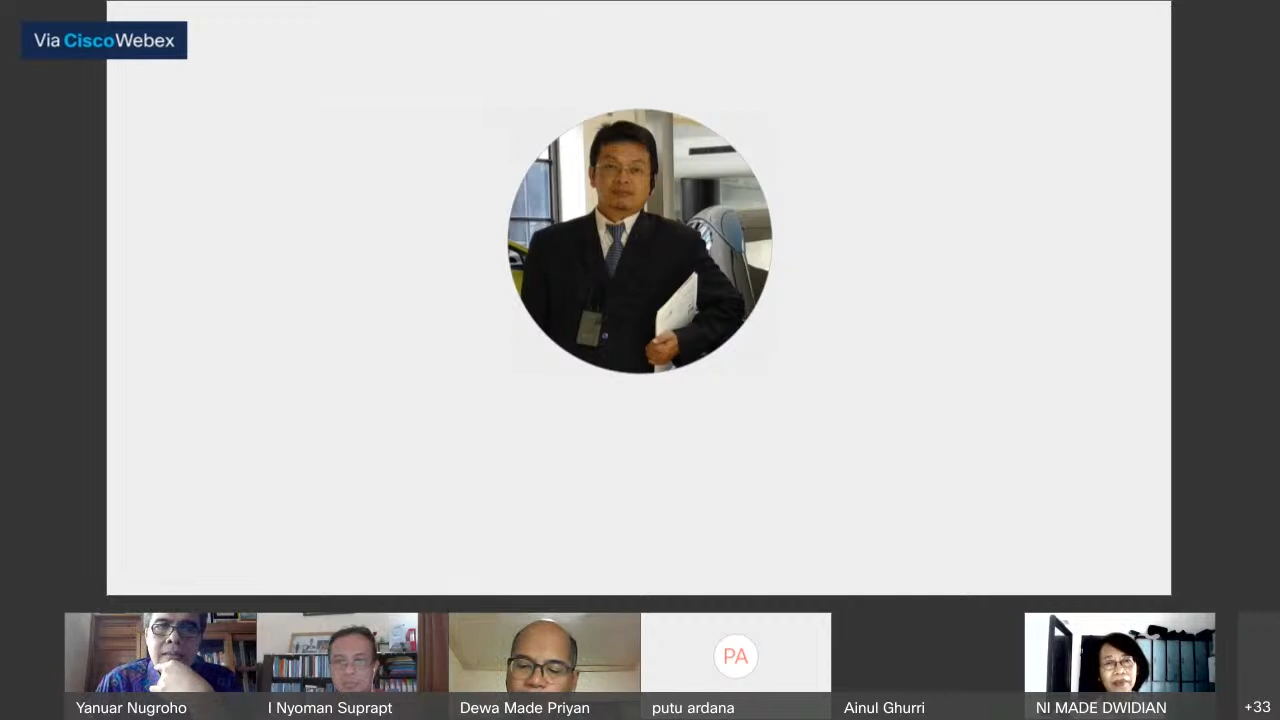 Via CiscoWebex
PA
Yanuar Nugroho
I Nyoman Suprapt
Dewa Made Priyan
putu ardana
Ainul Ghurri
NI MADE DWIDIAN
+33